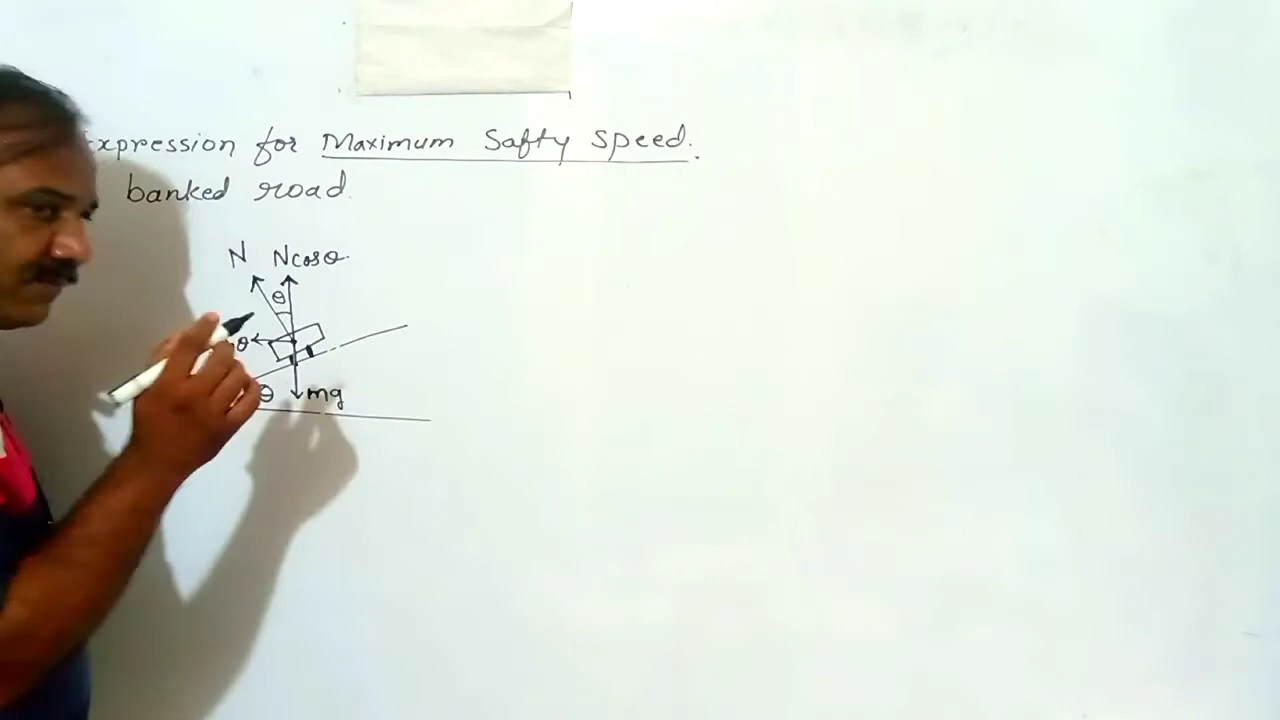 xpression for Maximum Safty Speed.
banked road.
N Ncosθ
θ
θ
θ mg